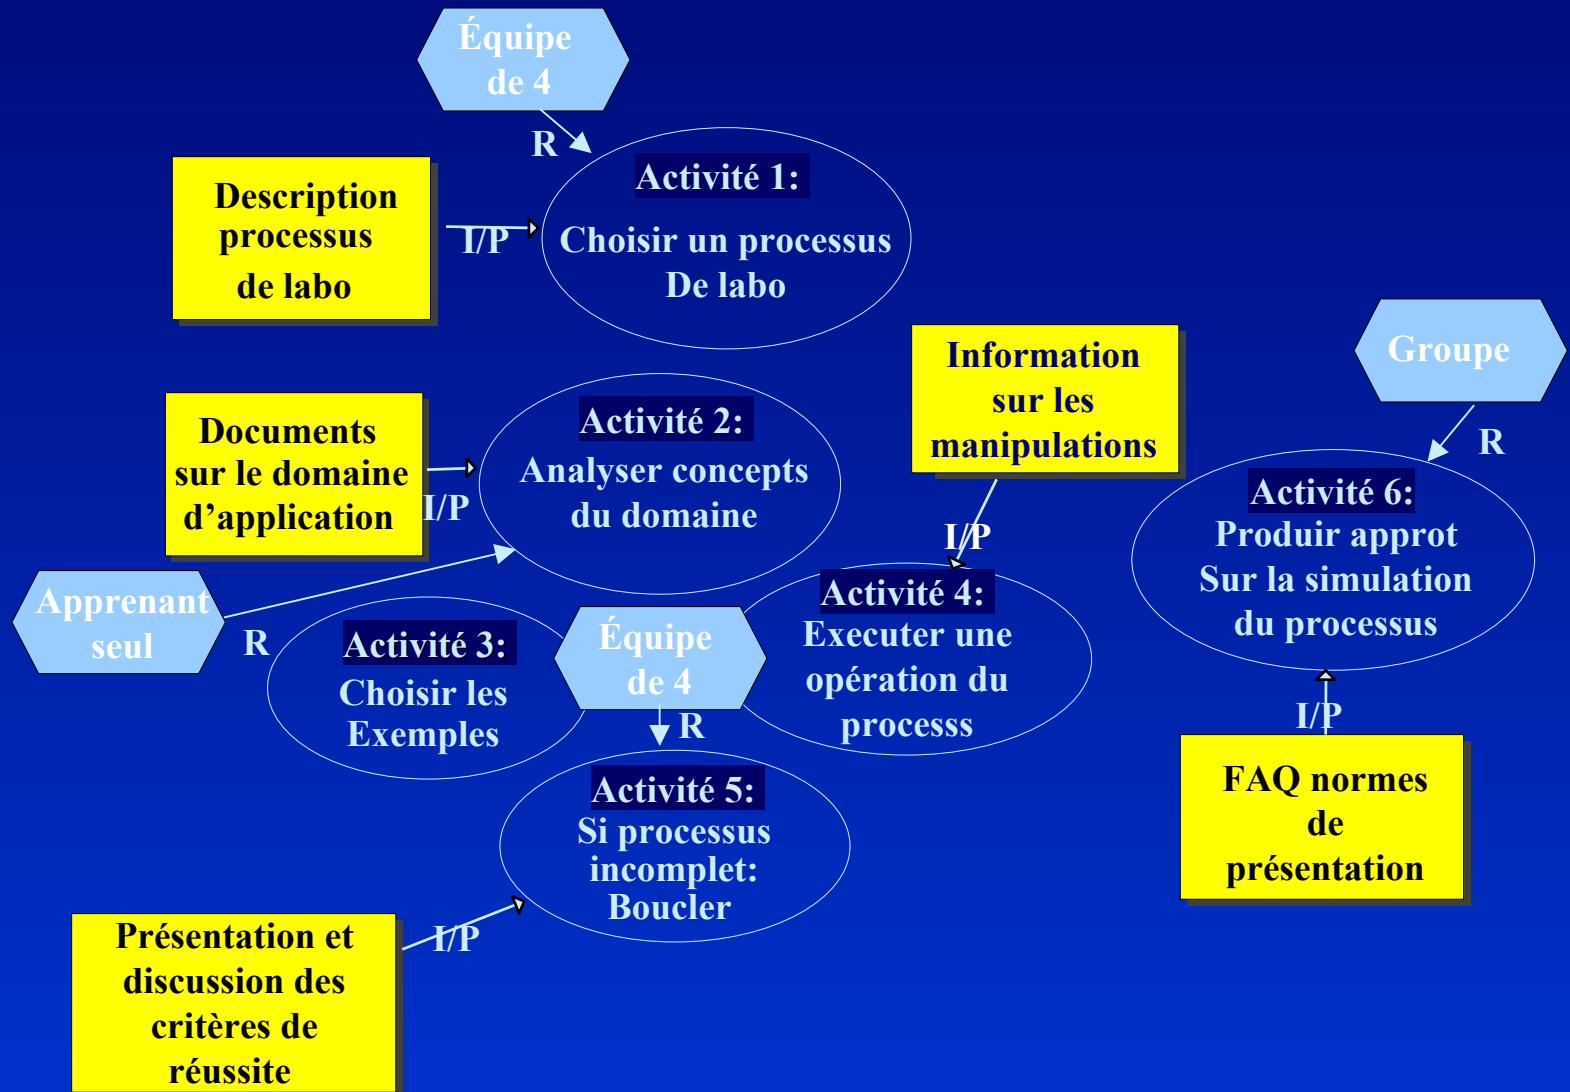 Équipe
de 4
R
Activité 1:
Choisir un processus
De labo
Description
processus
de labo
I/P
Information
sur les
manipulations
I/P
Groupe
R
Documents
sur le domaine
d’application
I/P
Activité 2:
Analyser concepts
du domaine
Activité 6:
Produir approt
Sur la simulation
du processus
Apprenant
seul
R
Activité 3:
Choisir les
Exemples
Équipe
de 4
R
Activité 4:
Executer une
opération du
processs
I/P
FAQ normes
de
présentation
Activité 5:
Si processus
incomplet:
Boucler
I/P
Présentation et
discussion des
critères de
réussite